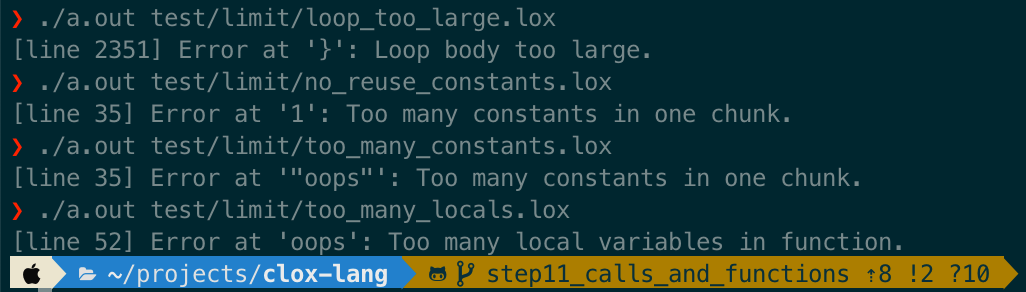 ❯ ./a.out test/limit/loop_too_large.lox
[line 2351] Error at '}': Loop body too large.
❯ ./a.out test/limit/no_reuse_constants.lox
[line 35] Error at '1': Too many constants in one chunk.
❯ ./a.out test/limit/too_many_constants.lox
[line 35] Error at '"oops"': Too many constants in one chunk.
❯ ./a.out test/limit/too_many_locals.lox
[line 52] Error at 'oops': Too many local variables in function.
~/projects/clox-lang step11_calls_and_functions ⇡8 !2 ?10